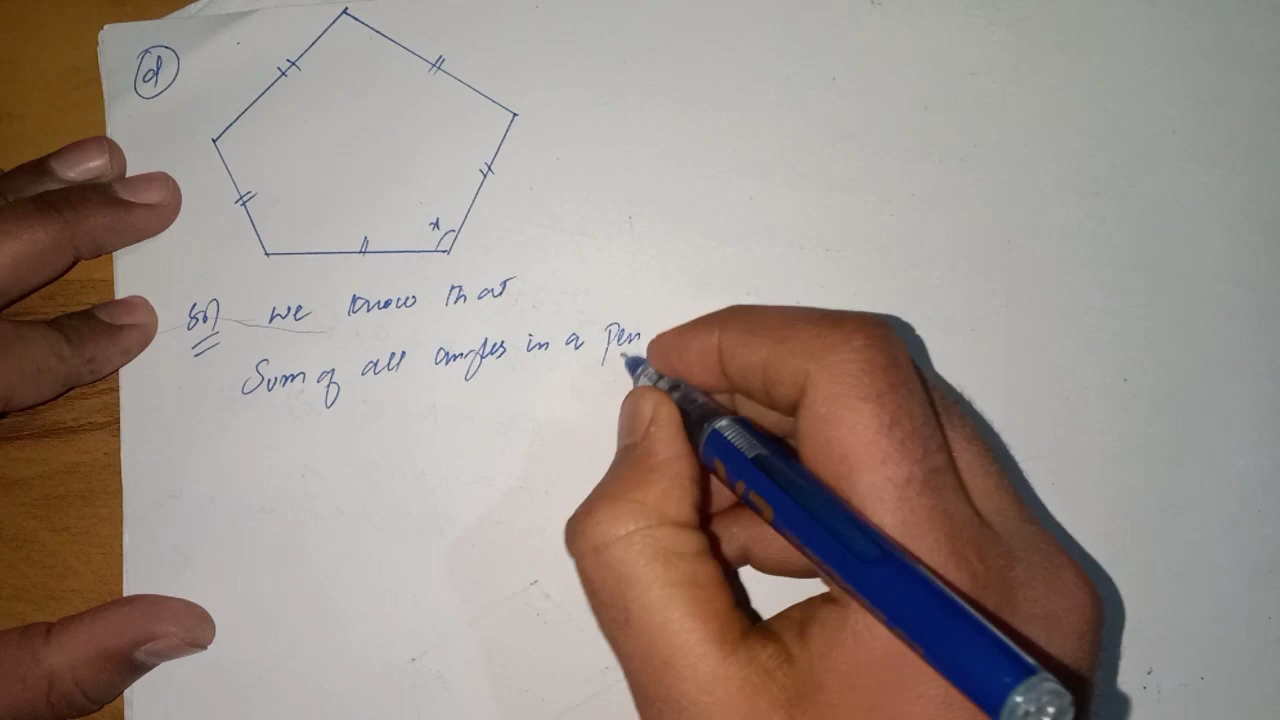 d
x
Sol we know that
Sum of all angles in a Pen